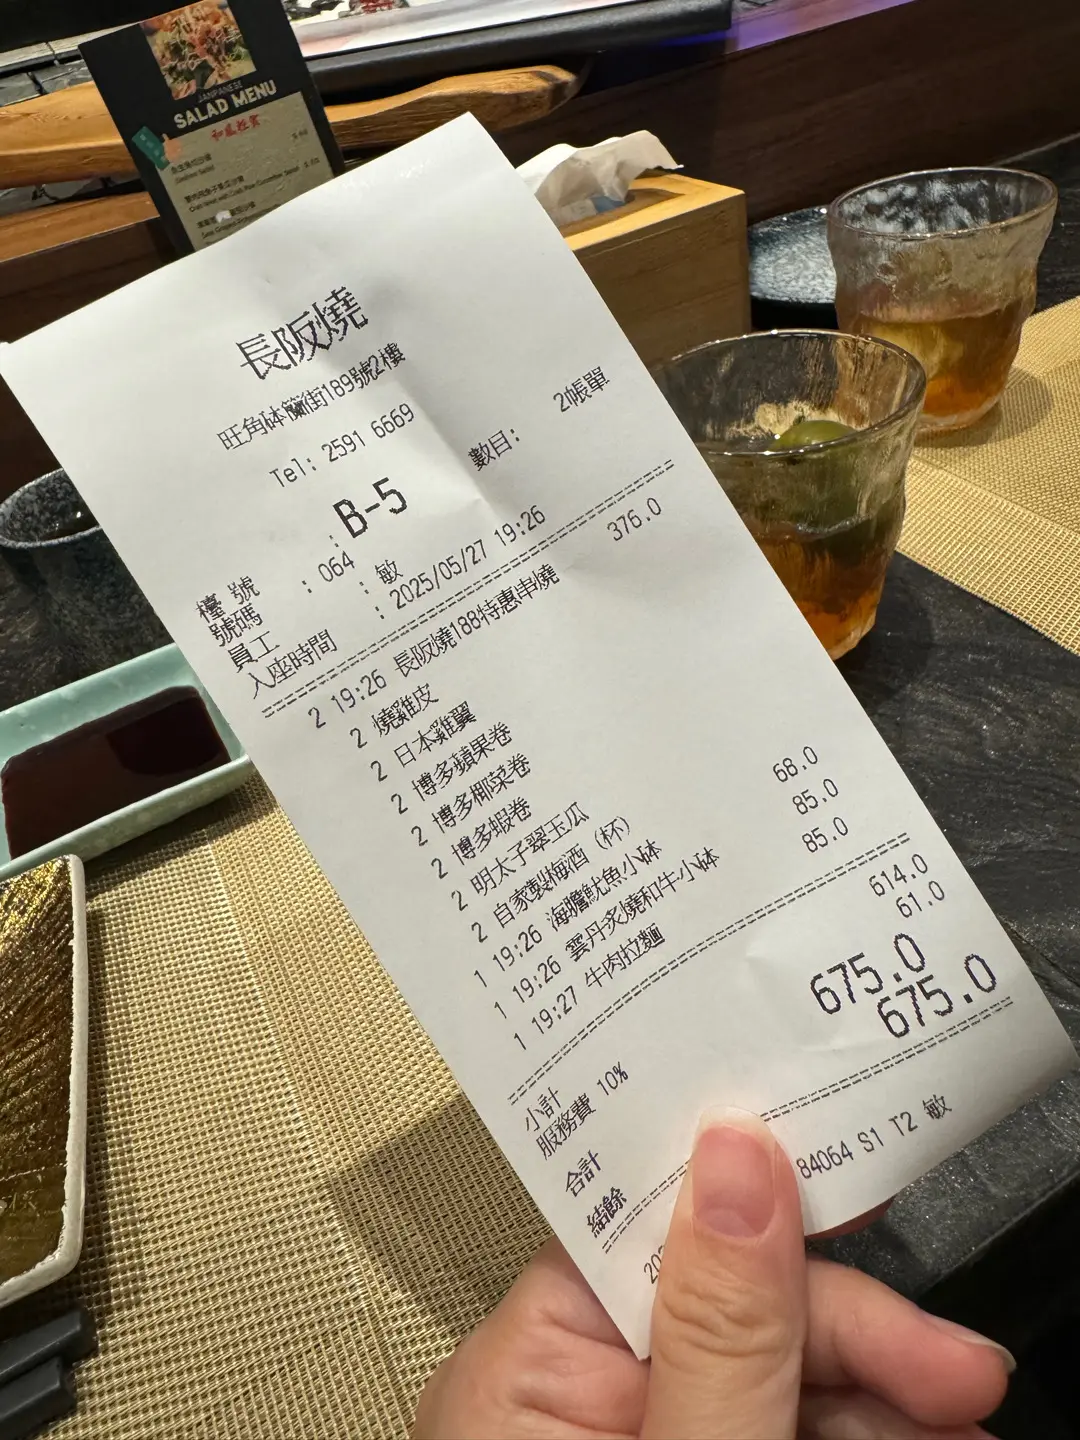 JAPANESE
SALAD MENU
長阪燒
旺角砵蘭街189號2樓
Tel: 2591 6669
B-5
數目: 2帳單
檯 號 :
號碼 : 064
員工 : 敏
入座時間 : 2025/05/27 19:26
2 19:26 長阪燒188特惠串燒 376.0
2 燒雞皮
2 日本雞翼
2 博多蘋果卷
2 博多椰菜卷
2 博多蝦卷
2 明太子翠玉瓜
2 自家製梅酒 (杯)
1 19:26 海膽魷魚小砵 68.0
1 19:26 雲丹炙燒和牛小砵 85.0
1 19:27 牛肉拉麵 85.0
小計 614.0
服務費 10% 61.0
合計 675.0
結餘 675.0
202
84064 S1 T2 敏